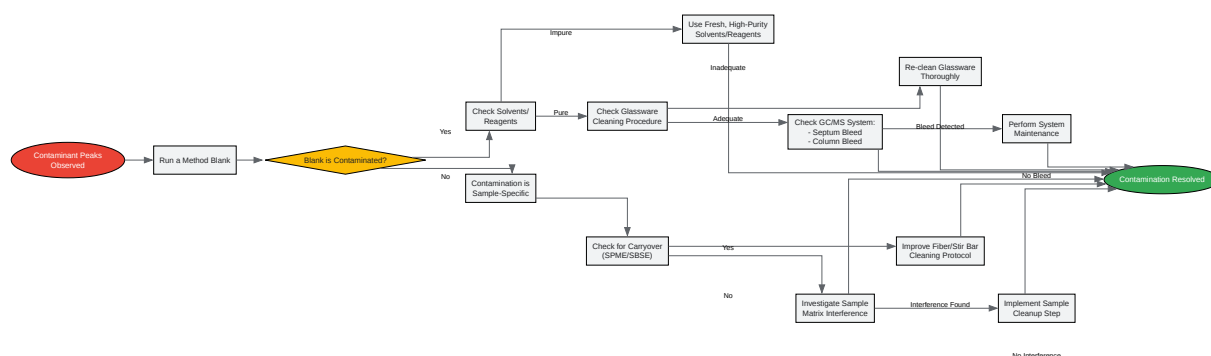 Contaminant Peaks
Observed
Run a Method Blank
Blank is Contaminated?
Yes
No
Check Solvents/
Reagents
Contamination is
Sample-Specific
Impure
Pure
Use Fresh, High-Purity
Solvents/Reagents
Check Glassware
Cleaning Procedure
Inadequate
Adequate
Re-clean Glassware
Thoroughly
Check GC/MS System:
- Septum Bleed
- Column Bleed
Bleed Detected
Perform System
Maintenance
No Bleed
Contamination Resolved
Check for Carryover
(SPME/SBSE)
Yes
No
Improve Fiber/Stir Bar
Cleaning Protocol
Investigate Sample
Matrix Interference
Interference Found
Implement Sample
Cleanup Step
No Interference